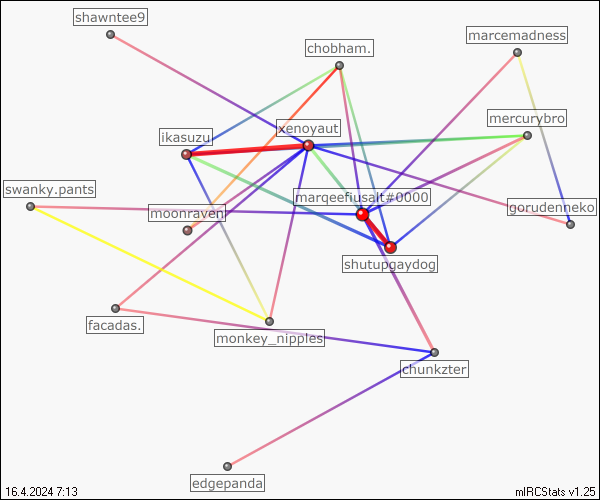 shawntee9
marcemadness
chobham.
mercurybro
xenoyaut
ikasuzu
swanky.pants
marqeefiusalt#0000
gorudenneko
moonraven
shutupgaydog
facadas.
monkey_nipples
chunkzter
edgepanda
16.4.2024 7:13
mIRCStats v1.25